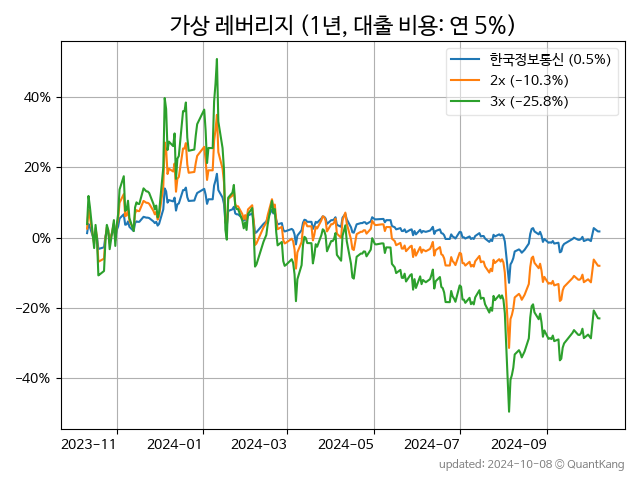 가상 레버리지 (1년, 대출 비용: 연 5%)
한국정보통신 (0.5%)
2x (−10.3%)
3x (−25.8%)
40%
20%
0%
−20%
−40%
2023-11 2024-01 2024-03 2024-05 2024-07 2024-09
updated: 2024-10-08 © QuantKang